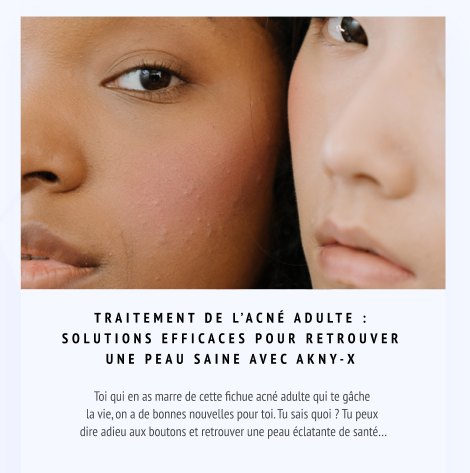 TRAITEMENT DE L'ACNÉ ADULTE :
SOLUTIONS EFFICACES POUR RETROUVER
UNE PEAU SAINE AVEC AKNY-X
Toi qui en as marre de cette fichue acné adulte qui te gâche
la vie, on a de bonnes nouvelles pour toi. Tu sais quoi ? Tu peux
dire adieu aux boutons et retrouver une peau éclatante de santé...